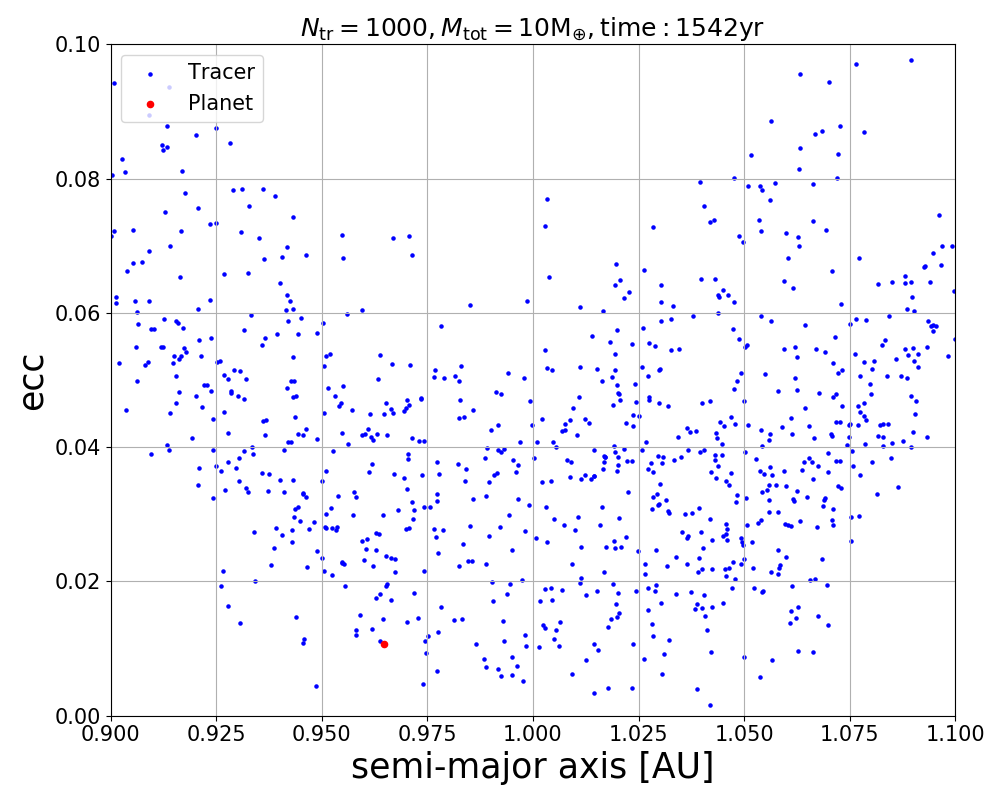 N_tr = 1000, M_tot = 10M_⊕, time : 1542yr
Tracer
Planet
0.10
0.08
0.06
0.04
0.02
0.00
ecc
0.900 0.925 0.950 0.975 1.000 1.025 1.050 1.075 1.100
semi-major axis [AU]